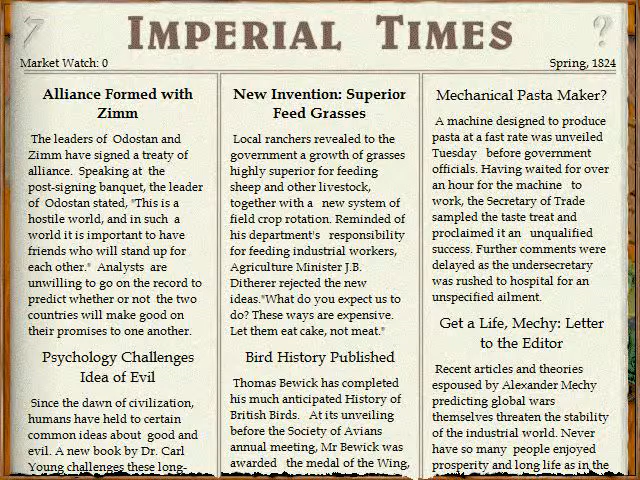 7 IMPERIAL TIMES ?
Market Watch: 0 Spring, 1824
Alliance Formed with
Zimm
The leaders of Odostan and
Zimm have signed a treaty of
alliance. Speaking at the
post-signing banquet, the leader
of Odostan stated, "This is a
hostile world, and in such a
world it is important to have
friends who will stand up for
each other." Analysts are
unwilling to go on the record to
predict whether or not the two
countries will make good on
their promises to one another.
Psychology Challenges
Idea of Evil
Since the dawn of civilization,
humans have held to certain
common ideas about good and
evil. A new book by Dr. Carl
Young challenges these long-
New Invention: Superior
Feed Grasses
Local ranchers revealed to the
government a growth of grasses
highly superior for feeding
sheep and other livestock,
together with a new system of
field crop rotation. Reminded of
his department's responsibility
for feeding industrial workers,
Agriculture Minister J.B.
Ditherer rejected the new
ideas."What do you expect us to
do? These ways are expensive.
Let them eat cake, not meat."
Bird History Published
Thomas Bewick has completed
his much anticipated History of
British Birds. At its unveiling
before the Society of Avians
annual meeting, Mr Bewick was
awarded the medal of the Wing,
Mechanical Pasta Maker?
A machine designed to produce
pasta at a fast rate was unveiled
Tuesday before government
officials. Having waited for over
an hour for the machine to
work, the Secretary of Trade
sampled the taste treat and
proclaimed it an unqualified
success. Further comments were
delayed as the undersecretary
was rushed to hospital for an
unspecified ailment.
Get a Life, Mechy: Letter
to the Editor
Recent articles and theories
espoused by Alexander Mechy
predicting global wars
themselves threaten the stability
of the industrial world. Never
have so many people enjoyed
prosperity and long life as in the